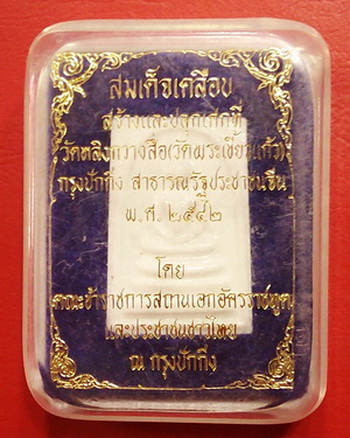 สมเด็จเคลือบ
สร้างและปลุกเศกที่
วัดหลิงกวางสื่อ(วัดพระเขี้ยวแก้ว)
กรุงปักกิ่ง สาธารณรัฐประชาชนจีน
พ.ศ. ๒๕๔๒
โดย
คณะข้าราชการสถานเอกอัครราชทูต
และประชาชนชาวไทย
ณ กรุงปักกิ่ง